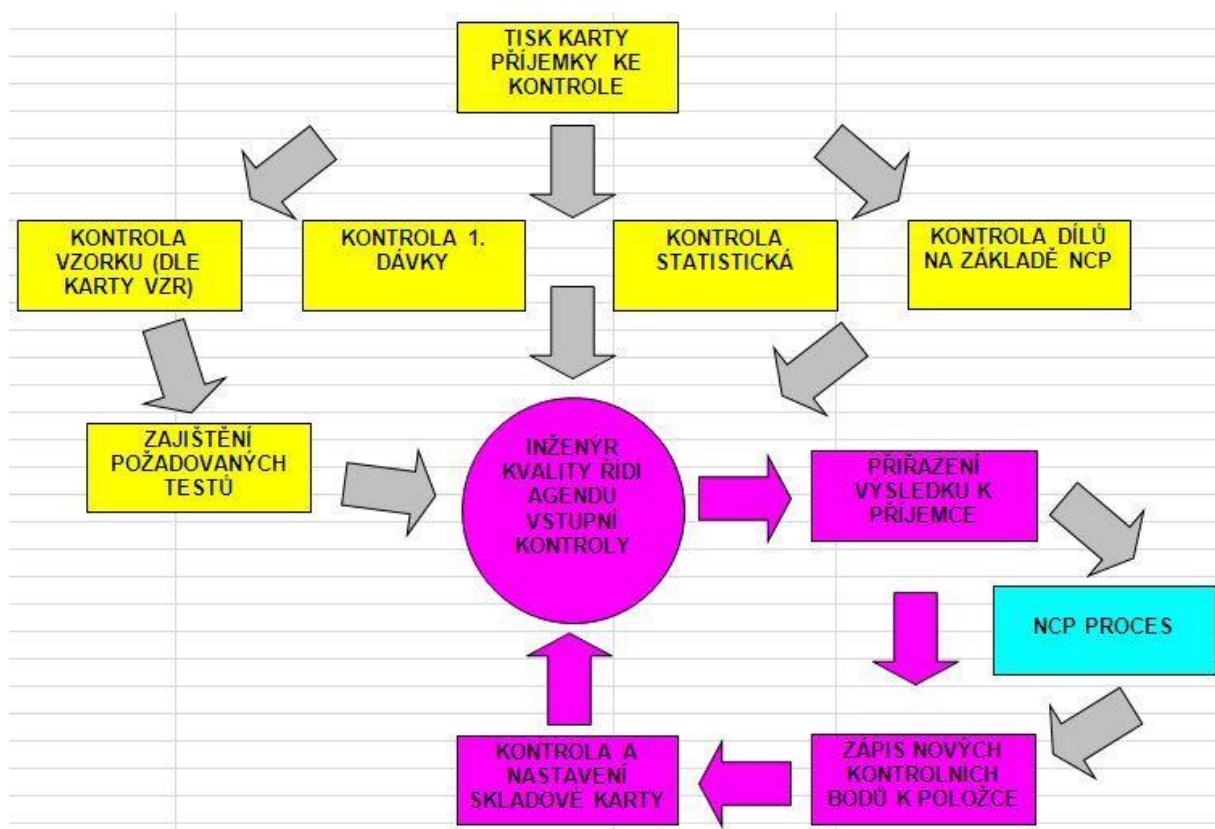 TISK KARTY
PŘÍJEMKY KE
KONTROLE
KONTROLA
VZORKU (DLE
KARTY VZR)
KONTROLA 1.
DÁVKY
KONTROLA
STATISTICKÁ
KONTROLA DÍLŮ
NA ZÁKLADĚ NCP
ZAJIŠTĚNÍ
POŽADOVANÝCH
TESTŮ
INŽENÝR
KVALITY ŘÍDÍ
AGENDU
VSTUPNÍ
KONTROLY
PŘIŘAZENÍ
VÝSLEDKU K
PŘÍJEMCE
NCP PROCES
KONTROLA A
NASTAVENÍ
SKLADOVÉ KARTY
ZÁPIS NOVÝCH
KONTROLNÍCH
BODŮ K POLOŽCE